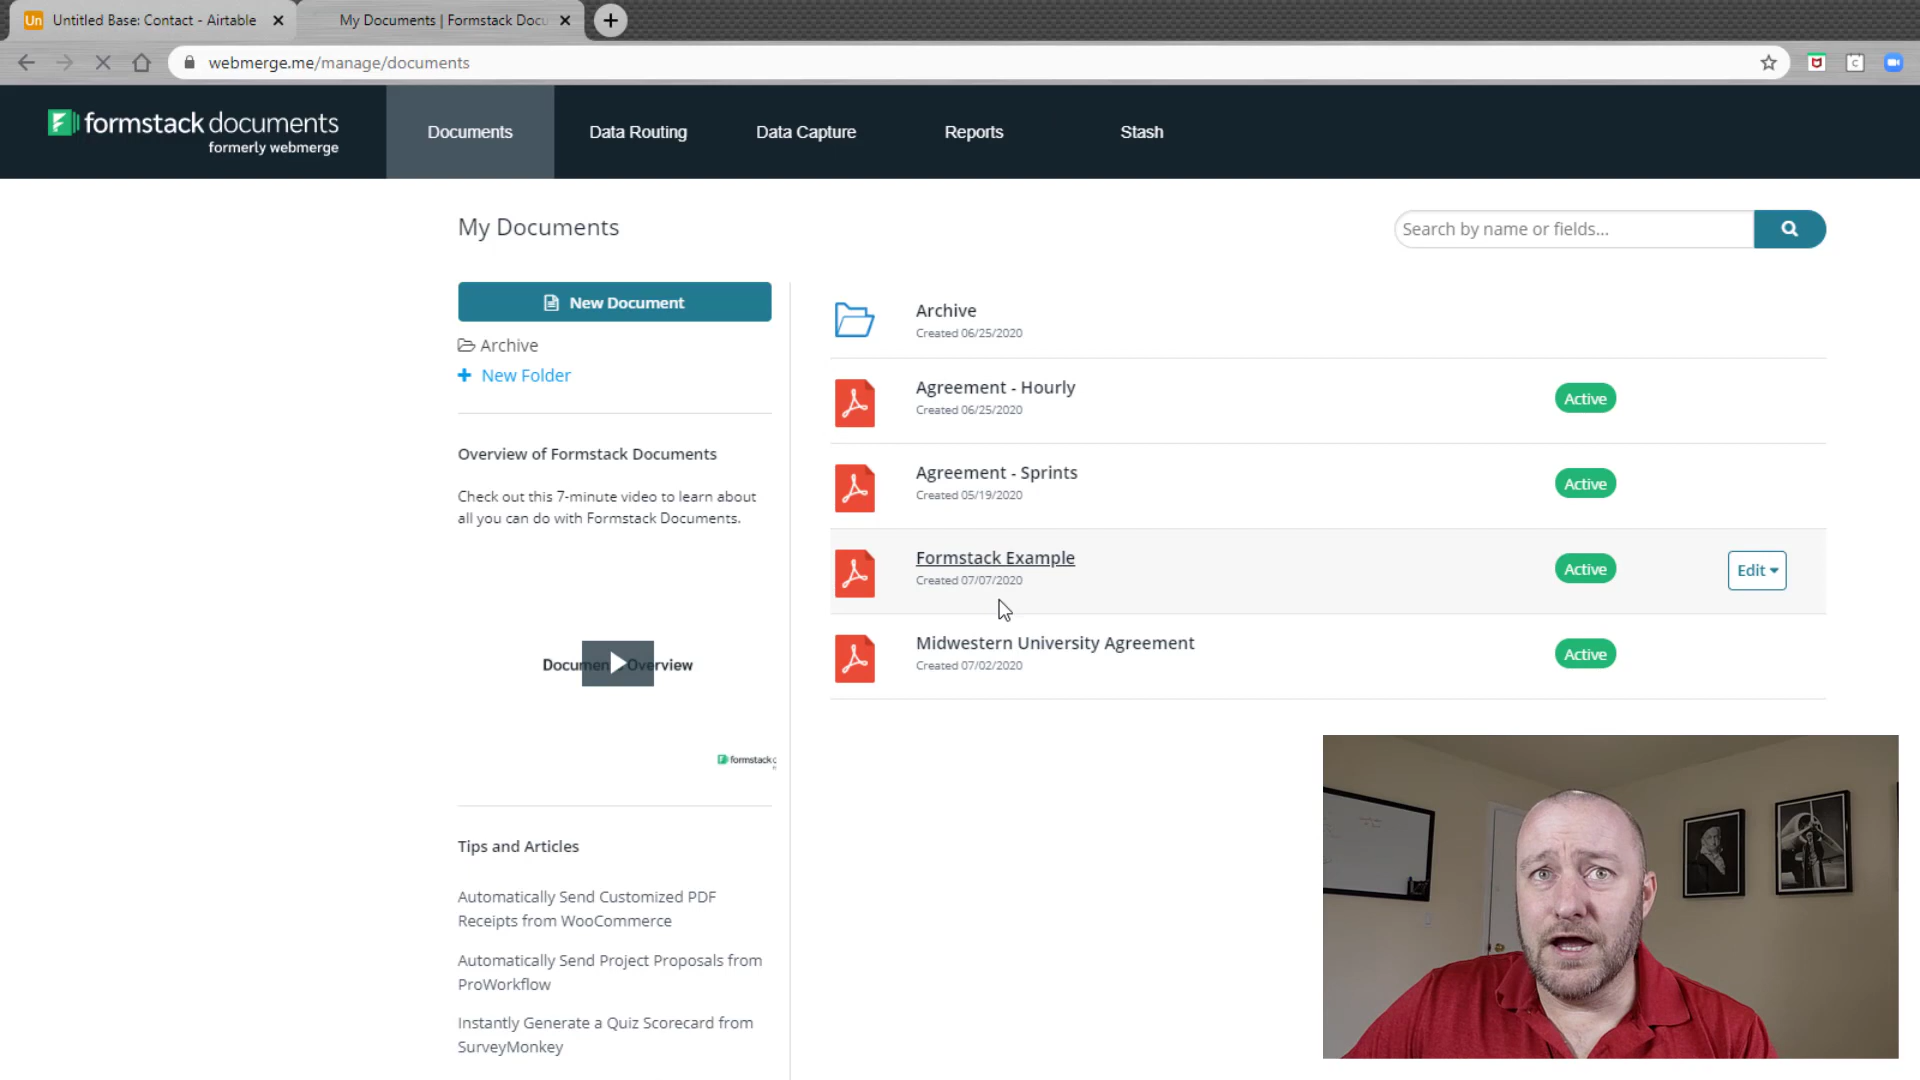 Un Untitled Base: Contact - Airtable
My Documents | Formstack Docu
webmerge.me/manage/documents
formstack documents
formerly webmerge
Documents
Data Routing
Data Capture
Reports
Stash
My Documents
Search by name or fields...
New Document
Archive
New Folder
Overview of Formstack Documents
Check out this 7-minute video to learn about
all you can do with Formstack Documents.
formstack
Tips and Articles
Automatically Send Customized PDF
Receipts from WooCommerce
Automatically Send Project Proposals from
ProWorkflow
Instantly Generate a Quiz Scorecard from
SurveyMonkey
Archive
Created 06/25/2020
Agreement - Hourly
Created 06/25/2020
Active
Agreement - Sprints
Created 05/19/2020
Active
Formstack Example
Created 07/07/2020
Active
Edit
Midwestern University Agreement
Created 07/02/2020
Active